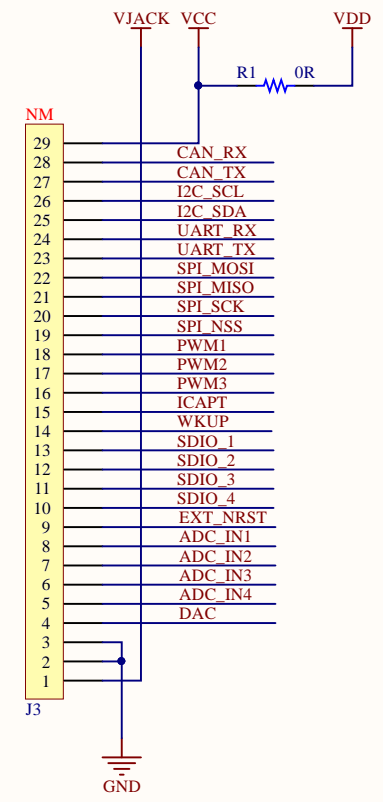 VJACK VCC VDD
R1 0R
NM
29
28 CAN_RX
27 CAN_TX
26 I2C_SCL
25 I2C_SDA
24 UART_RX
23 UART_TX
22 SPI_MOSI
21 SPI_MISO
20 SPI_SCK
19 SPI_NSS
18 PWM1
17 PWM2
16 PWM3
15 ICAPT
14 WKUP
13 SDIO_1
12 SDIO_2
11 SDIO_3
10 SDIO_4
9 EXT_NRST
8 ADC_IN1
7 ADC_IN2
6 ADC_IN3
5 ADC_IN4
4 DAC
3
2
1
J3
GND